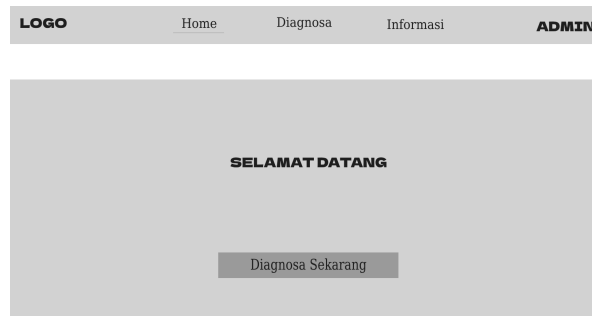 LOGO
Home
Diagnosa
Informasi
ADMIN
SELAMAT DATANG
Diagnosa Sekarang